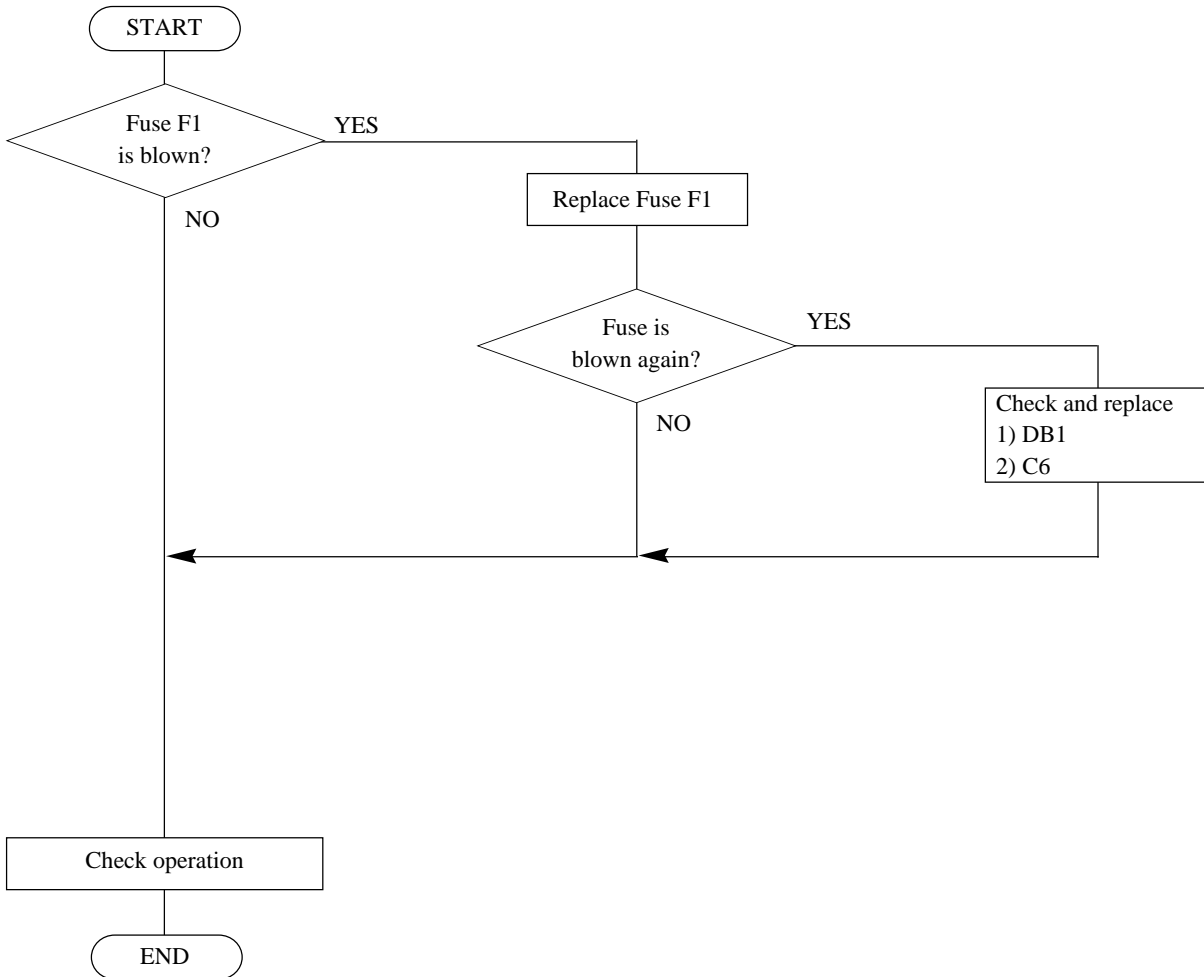 START
Fuse F1
is blown?
YES
NO
Replace Fuse F1
Fuse is
blown again?
YES
NO
Check and replace
1) DB1
2) C6
Check operation
END